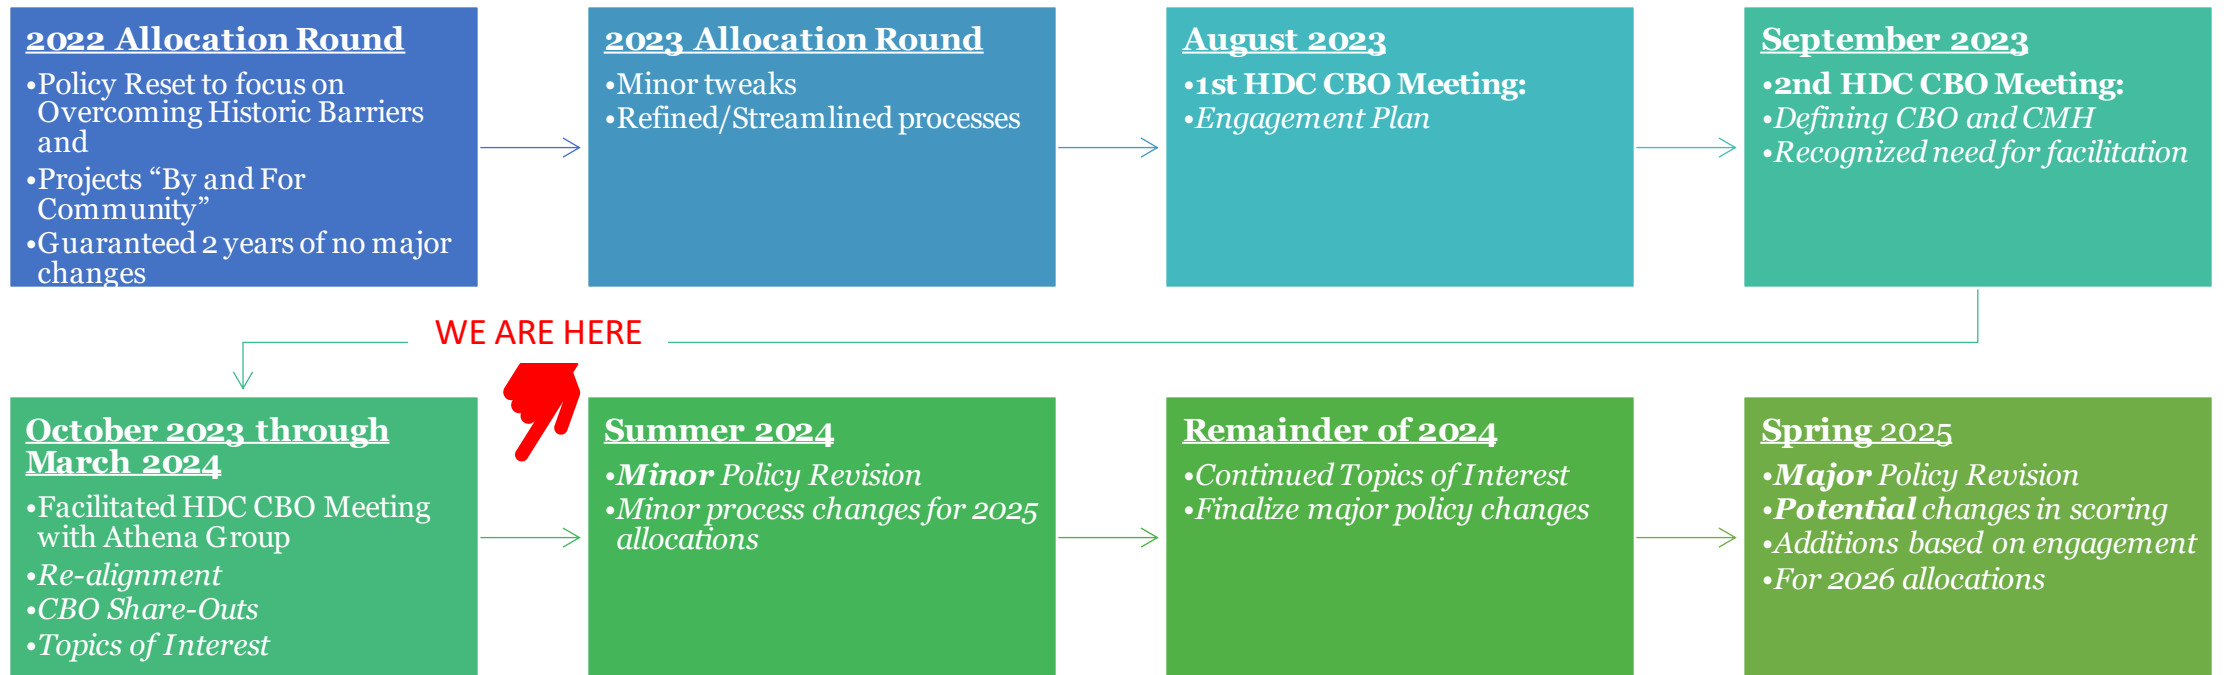 2022 Allocation Round
•Policy Reset to focus on
Overcoming Historic Barriers
and
•Projects “By and For
Community”
•Guaranteed 2 years of no major
changes
2023 Allocation Round
•Minor tweaks
•Refined/Streamlined processes
August 2023
•1st HDC CBO Meeting:
•Engagement Plan
September 2023
•2nd HDC CBO Meeting:
•Defining CBO and CMH
•Recognized need for facilitation
WE ARE HERE
October 2023 through
March 2024
•Facilitated HDC CBO Meeting
with Athena Group
•Re-alignment
•CBO Share-Outs
•Topics of Interest
Summer 2024
•Minor Policy Revision
•Minor process changes for 2025
allocations
Remainder of 2024
•Continued Topics of Interest
•Finalize major policy changes
Spring 2025
•Major Policy Revision
•Potential changes in scoring
•Additions based on engagement
•For 2026 allocations